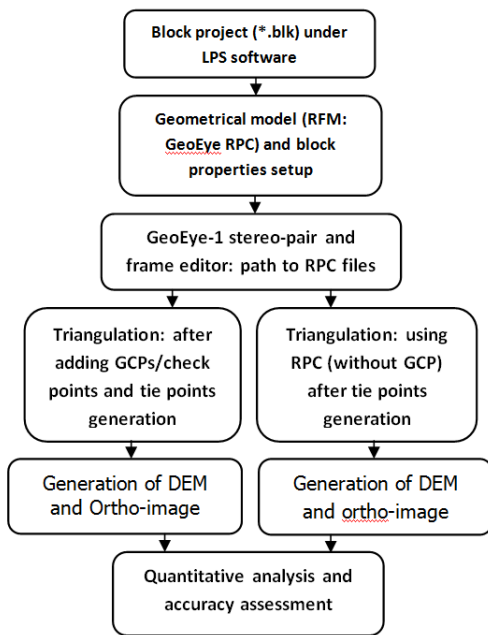 Block project (*.blk) under
LPS software
Geometrical model (RFM:
GeoEye RPC) and block
properties setup
GeoEye-1 stereo-pair and
frame editor: path to RPC files
Triangulation: after
adding GCPs/check
points and tie points
generation
Triangulation: using
RPC (without GCP)
after tie points
generation
Generation of DEM
and Ortho-image
Generation of DEM
and ortho-image
Quantitative analysis and
accuracy assessment